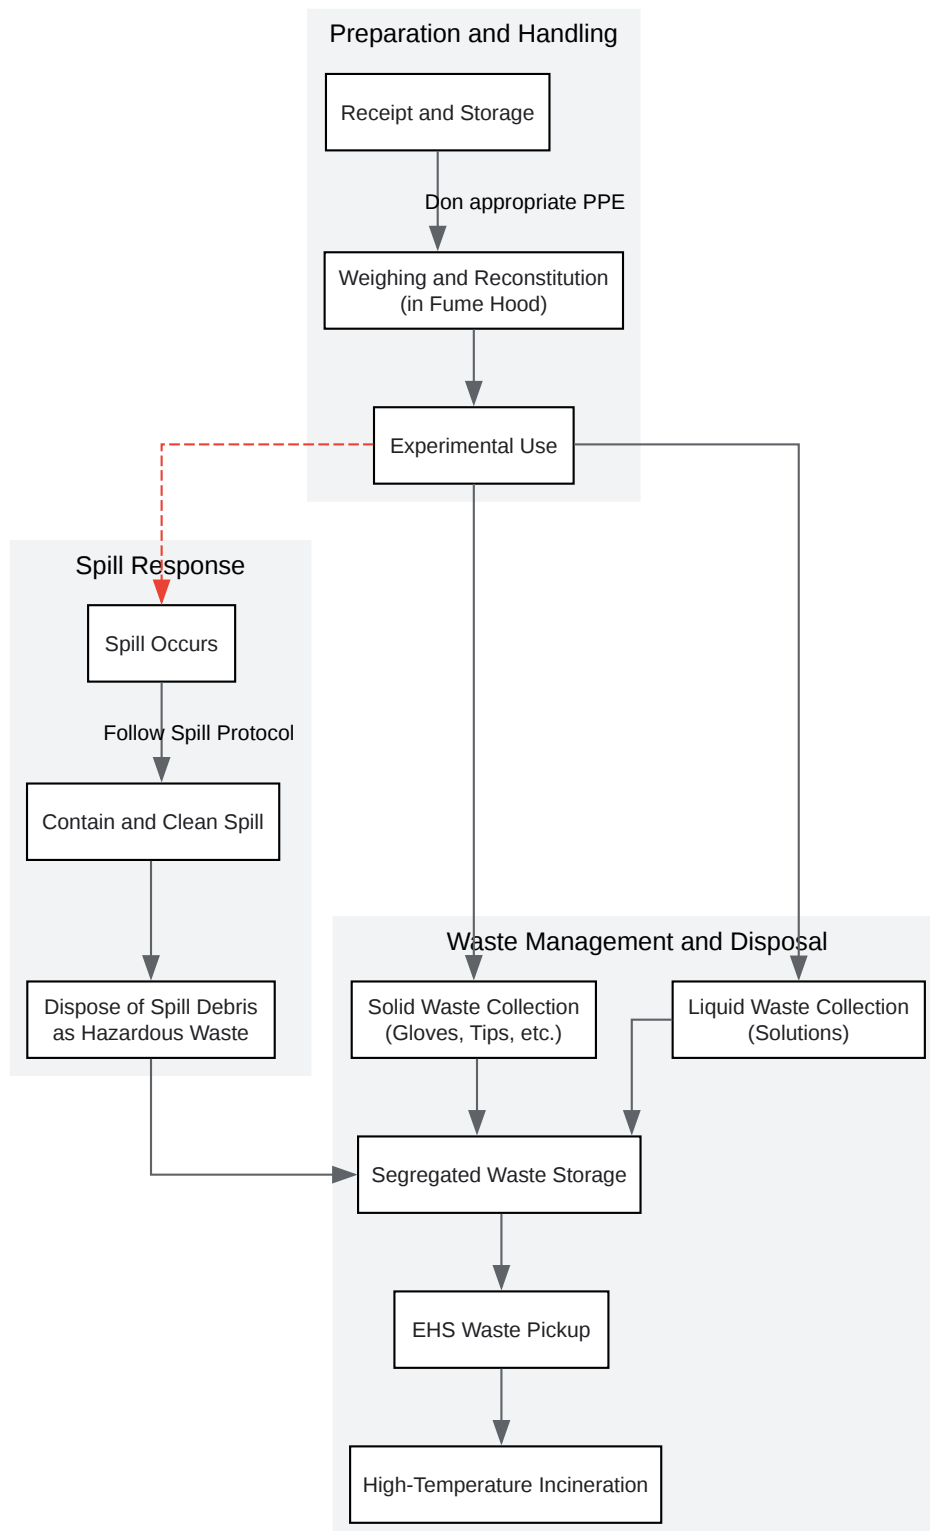 Preparation and Handling
Receipt and Storage
Don appropriate PPE
Weighing and Reconstitution
(in Fume Hood)
Experimental Use
Spill Response
Spill Occurs
Follow Spill Protocol
Contain and Clean Spill
Dispose of Spill Debris
as Hazardous Waste
Waste Management and Disposal
Solid Waste Collection
(Gloves, Tips, etc.)
Liquid Waste Collection
(Solutions)
Segregated Waste Storage
EHS Waste Pickup
High-Temperature Incineration